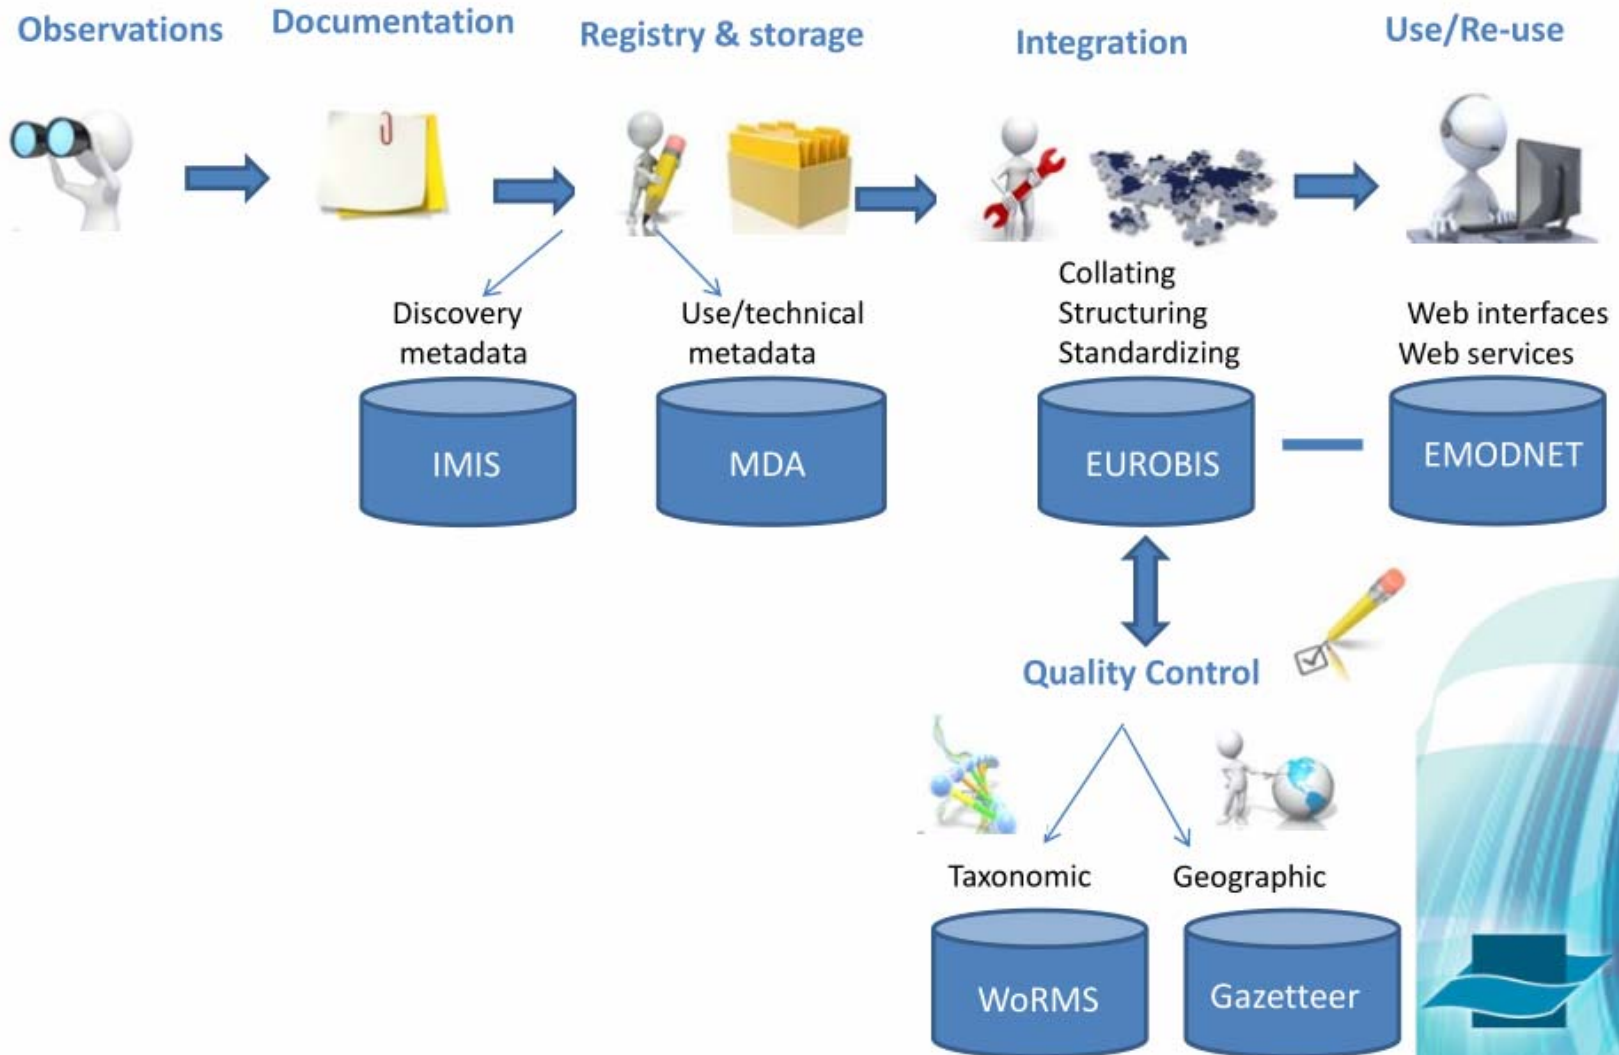 Observations
Documentation
Registry & storage
Integration
Use/Re-use
Discovery
metadata
IMIS
Use/technical
metadata
MDA
Collating
Structuring
Standardizing
EUROBIS
Web interfaces
Web services
EMODNET
Quality Control
Taxonomic
Geographic
WoRMS
Gazetteer